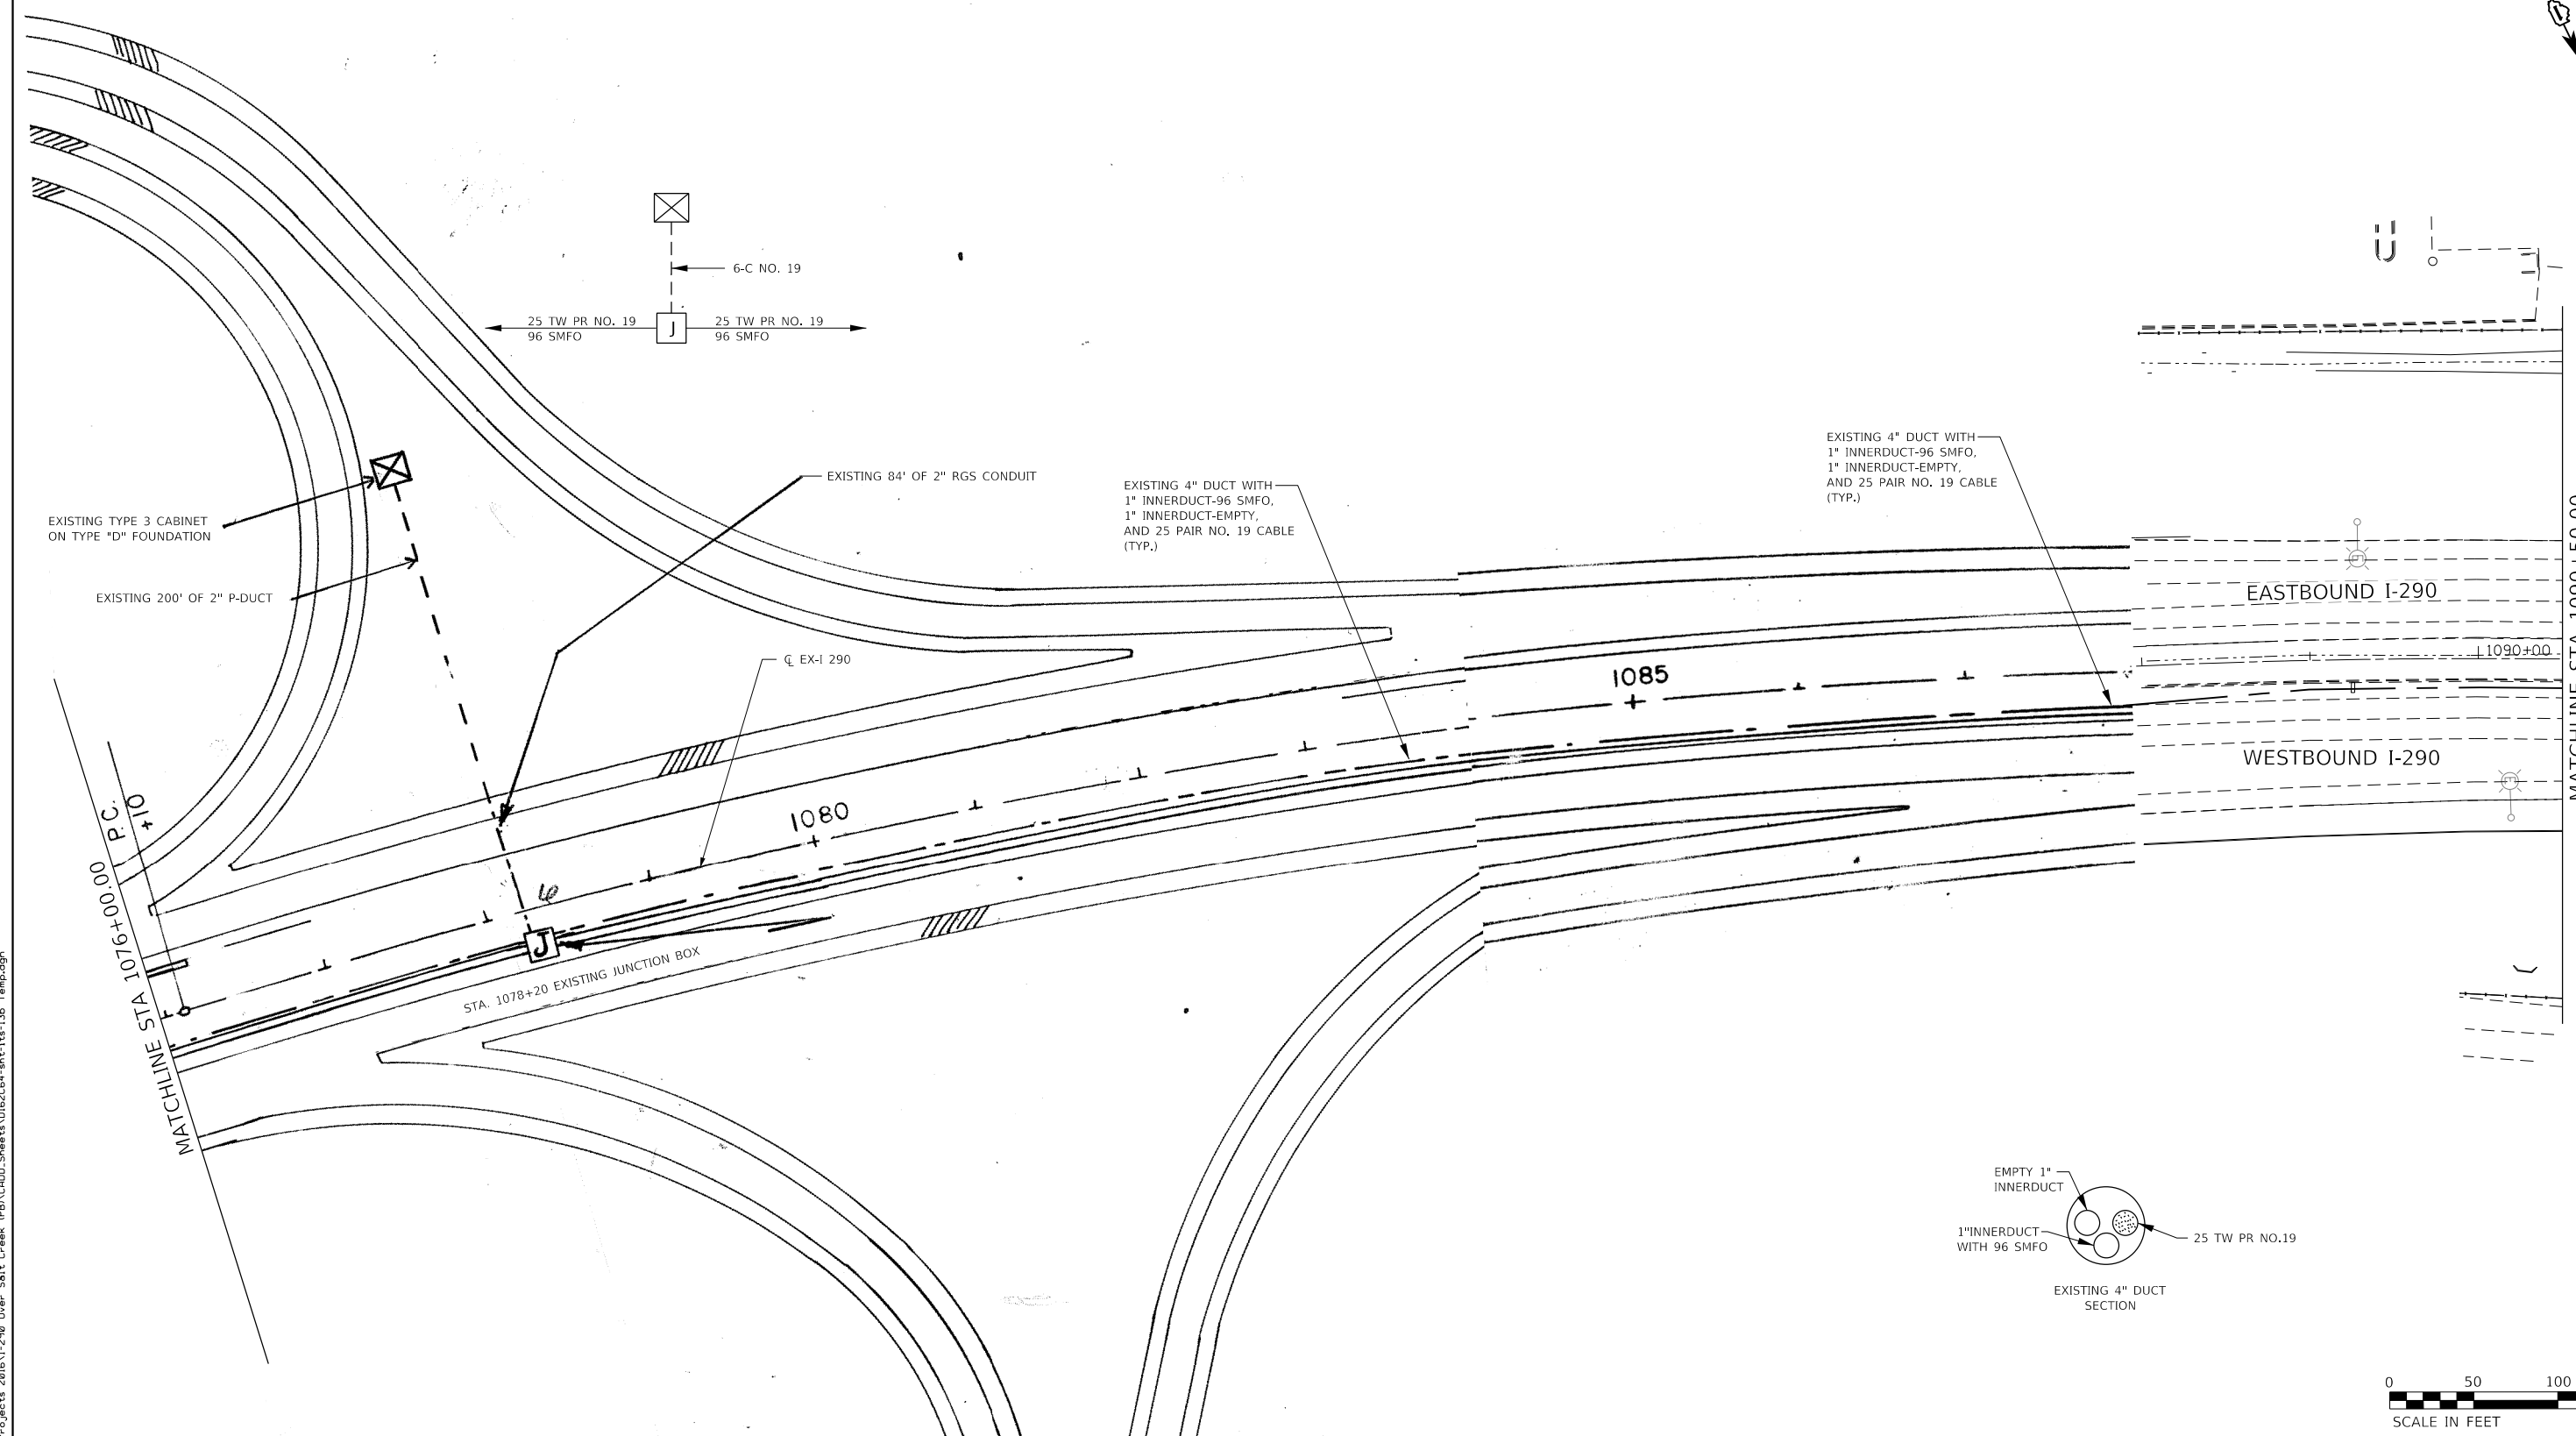 6-C NO. 19
25 TW PR NO. 19
96 SMFO
J
25 TW PR NO. 19
96 SMFO
EXISTING TYPE 3 CABINET
ON TYPE "D" FOUNDATION
EXISTING 200' OF 2" P-DUCT
EXISTING 84' OF 2" RGS CONDUIT
℄ EX-I 290
EXISTING 4" DUCT WITH
1" INNERDUCT-96 SMFO,
1" INNERDUCT-EMPTY,
AND 25 PAIR NO. 19 CABLE
(TYP.)
EXISTING 4" DUCT WITH
1" INNERDUCT-96 SMFO,
1" INNERDUCT-EMPTY,
AND 25 PAIR NO. 19 CABLE
(TYP.)
EASTBOUND I-290
1090+00
WESTBOUND I-290
1085
1080
P.C.
+10
MATCHLINE STA 1076+00.00
J
STA. 1078+20 EXISTING JUNCTION BOX
EMPTY 1"
INNERDUCT
1"INNERDUCT
WITH 96 SMFO
25 TW PR NO.19
EXISTING 4" DUCT
SECTION
0 50 100
SCALE IN FEET